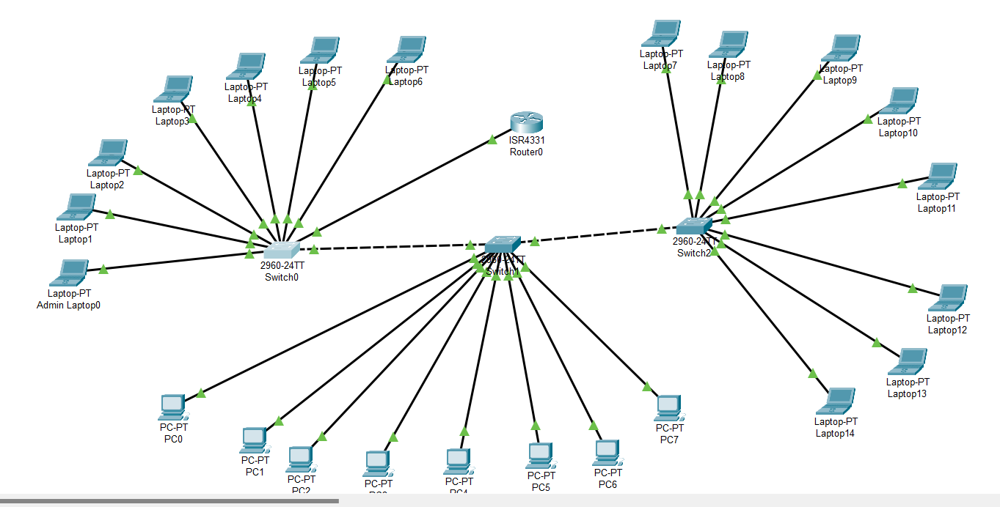 Laptop-PT
Laptop7
Laptop-PT
Laptop8
Laptop-PT
Laptop5
Laptop-PT
Laptop6
Laptop-PT
Laptop9
Laptop-PT
Laptop4
Laptop-PT
Laptop3
Laptop-PT
Laptop10
ISR4331
Router0
Laptop-PT
Laptop2
Laptop-PT
Laptop11
Laptop-PT
Laptop1
2960-24TT
Switch2
2960-24TT
Switch1
2960-24TT
Switch0
Laptop-PT
Admin Laptop0
Laptop-PT
Laptop12
Laptop-PT
Laptop13
Laptop-PT
Laptop14
PC-PT
PC0
PC-PT
PC7
PC-PT
PC1
PC-PT
PC2
PC-PT
PC-PT
PC4
PC-PT
PC5
PC-PT
PC6